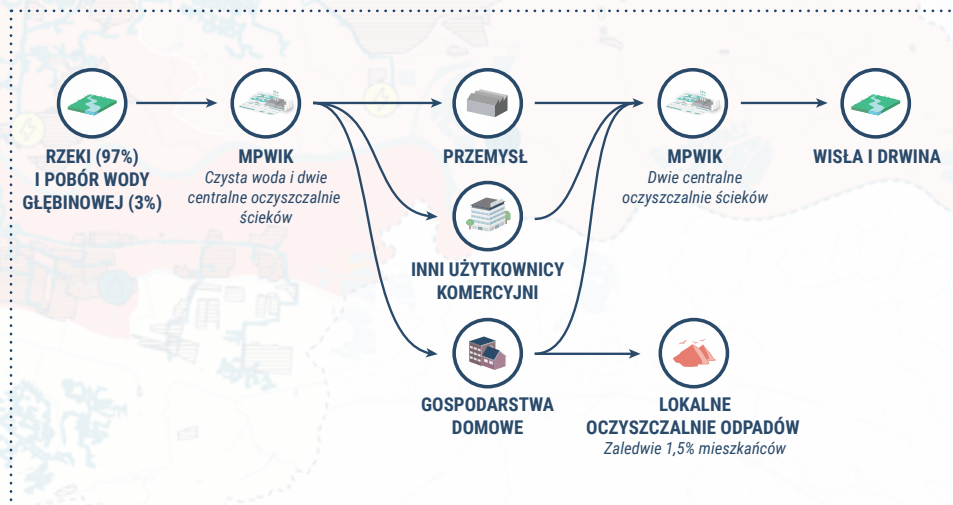 RZEKI (97%)
I POBÓR WODY
GŁĘBINOWEJ (3%)
MPWIK
Czysta woda i dwie
centralne oczyszczalnie
ścieków
PRZEMYSŁ
INNI UŻYTKOWNICY
KOMERCYJNI
GOSPODARSTWA
DOMOWE
MPWIK
Dwie centralne
oczyszczalnie ścieków
LOKALNE
OCZYSZCZALNIE ODPADÓW
Zaledwie 1,5% mieszkańców
WISŁA I DRWINA